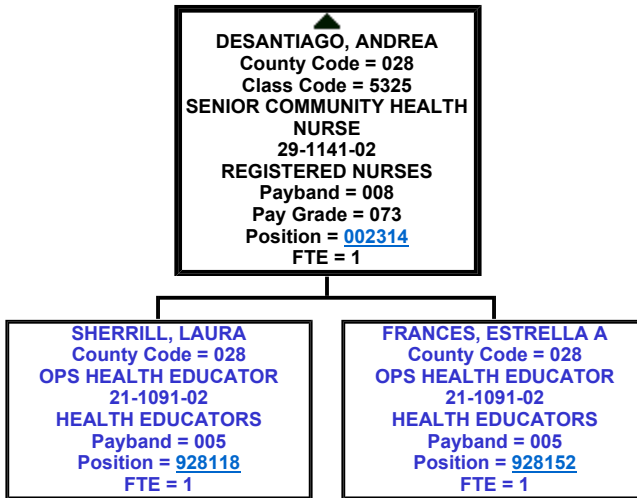 DESANTIAGO, ANDREA
County Code = 028
Class Code = 5325
SENIOR COMMUNITY HEALTH
NURSE
29-1141-02
REGISTERED NURSES
Payband = 008
Pay Grade = 073
Position = 002314
FTE = 1
SHERRILL, LAURA
County Code = 028
OPS HEALTH EDUCATOR
21-1091-02
HEALTH EDUCATORS
Payband = 005
Position = 928118
FTE = 1
FRANCES, ESTRELLA A
County Code = 028
OPS HEALTH EDUCATOR
21-1091-02
HEALTH EDUCATORS
Payband = 005
Position = 928152
FTE = 1